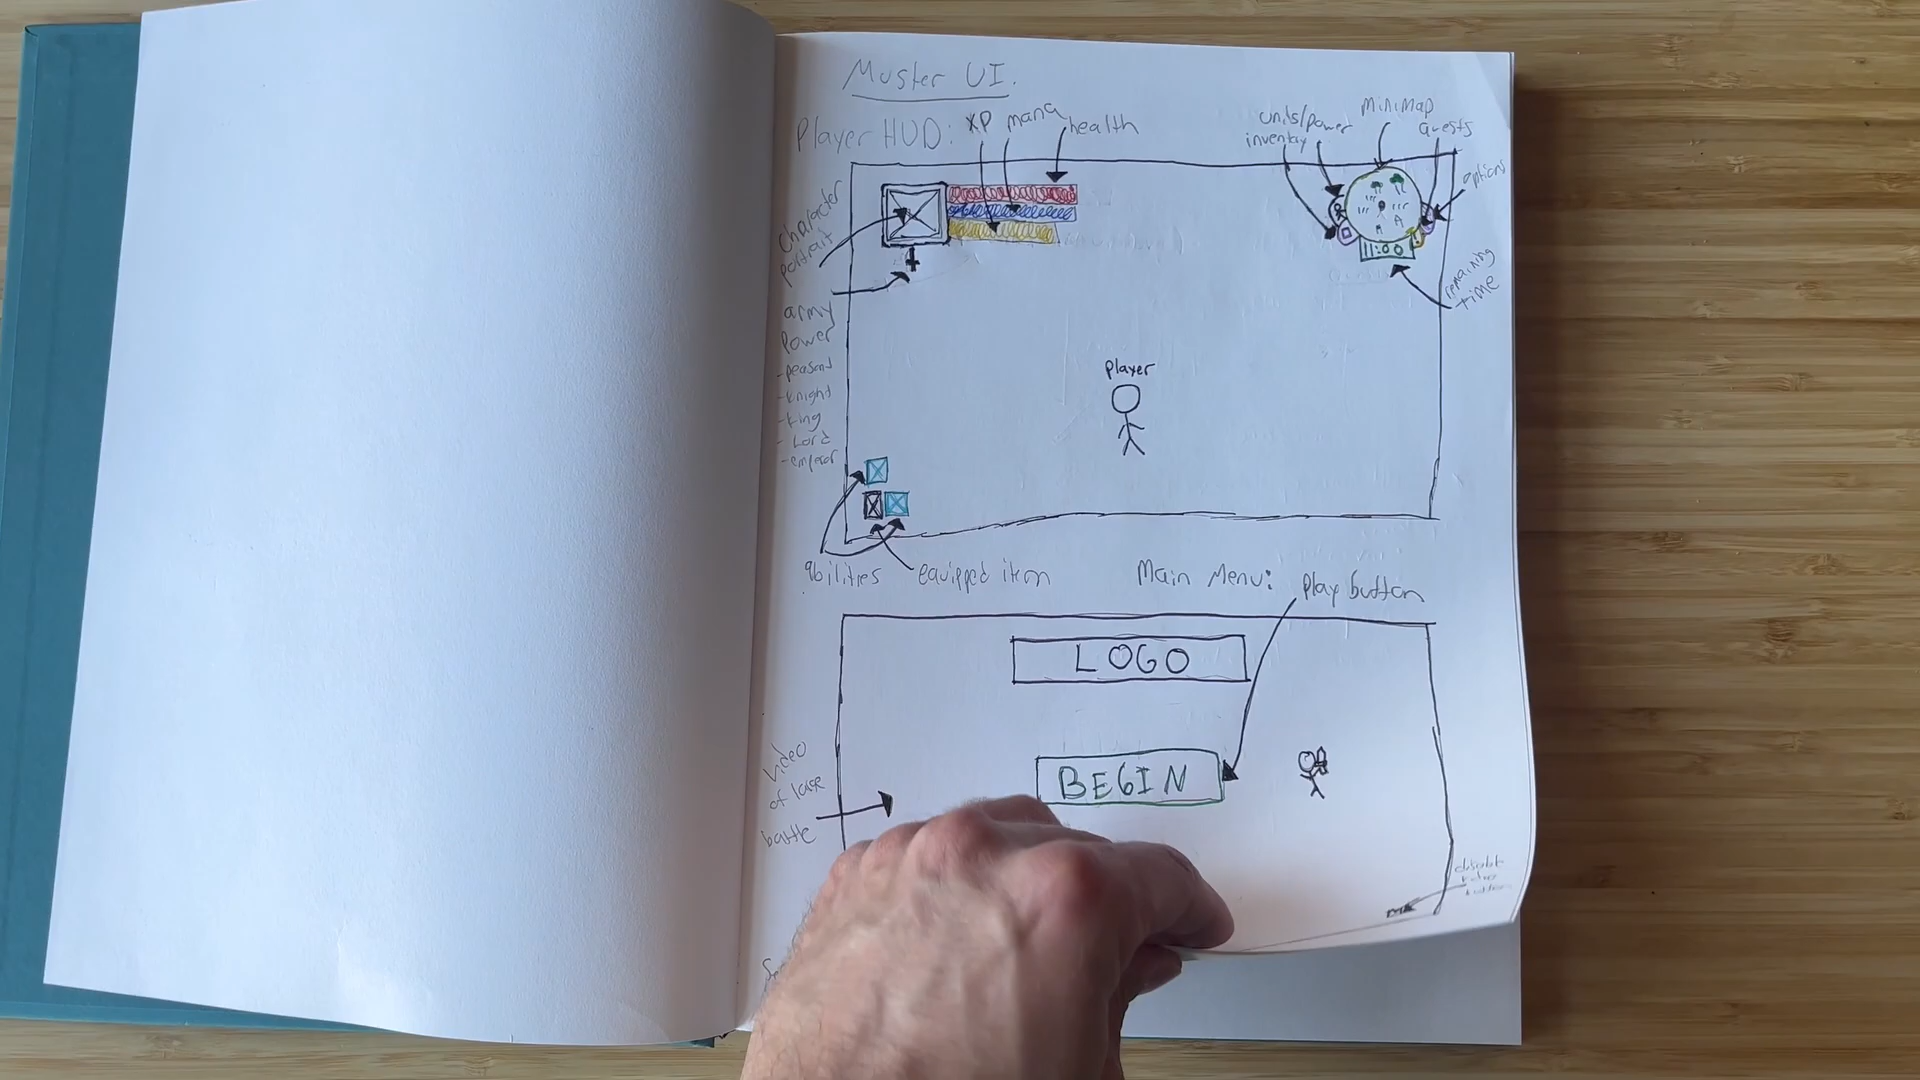 Muster UI.
Player HUD:
XP
mana
health
units/power
inventory
MiniMap
quests
options
character
portrait
11:00
remaining
time
army
Power
-peasant
-knight
-king
- Lord
-emperor
player
abilities
equipped item
Main Menu:
play button
LOGO
BEGIN
Video
of large
battle